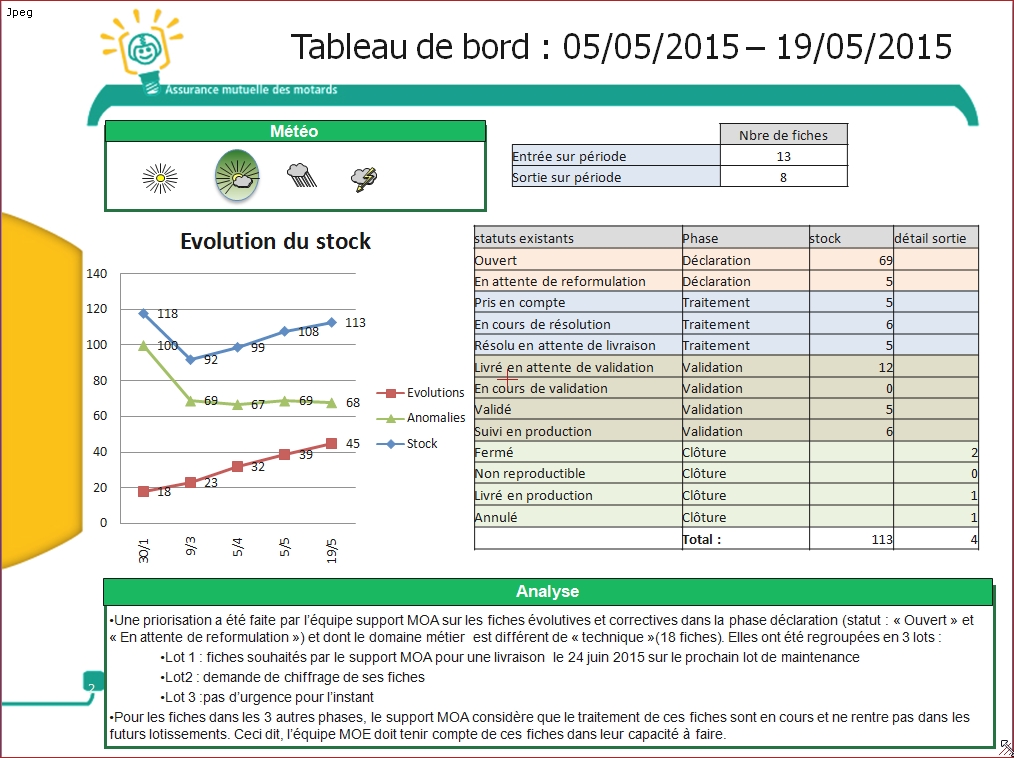 Jpeg
Tableau de bord : 05/05/2015 – 19/05/2015
Assurance mutuelle des motards
Météo
Nbre de fiches
Entrée sur période 13
Sortie sur période 8
Evolution du stock
140
120
100
80
60
40
20
0
118
92
99
108
113
100
69
67
69
68
18
23
32
39
45
30/1
9/3
5/4
5/5
19/5
Evolutions
Anomalies
Stock
statuts existants Phase stock détail sortie
Ouvert Déclaration 69
En attente de reformulation Déclaration 5
Pris en compte Traitement 5
En cours de résolution Traitement 6
Résolu en attente de livraison Traitement 5
Livré en attente de validation Validation 12
En cours de validation Validation 0
Validé Validation 5
Suivi en production Validation 6
Fermé Clôture 2
Non reproductible Clôture 0
Livré en production Clôture 1
Annulé Clôture 1
Total : 113 4
Analyse
•Une priorisation a été faite par l'équipe support MOA sur les fiches évolutives et correctives dans la phase déclaration (statut : « Ouvert » et
« En attente de reformulation ») et dont le domaine métier est différent de « technique »(18 fiches). Elles ont été regroupées en 3 lots :
•Lot 1 : fiches souhaités par le support MOA pour une livraison le 24 juin 2015 sur le prochain lot de maintenance
•Lot2 : demande de chiffrage de ses fiches
•Lot 3 :pas d'urgence pour l'instant
•Pour les fiches dans les 3 autres phases, le support MOA considère que le traitement de ces fiches sont en cours et ne rentre pas dans les
futurs lotissements. Ceci dit, l'équipe MOE doit tenir compte de ces fiches dans leur capacité à faire.
2